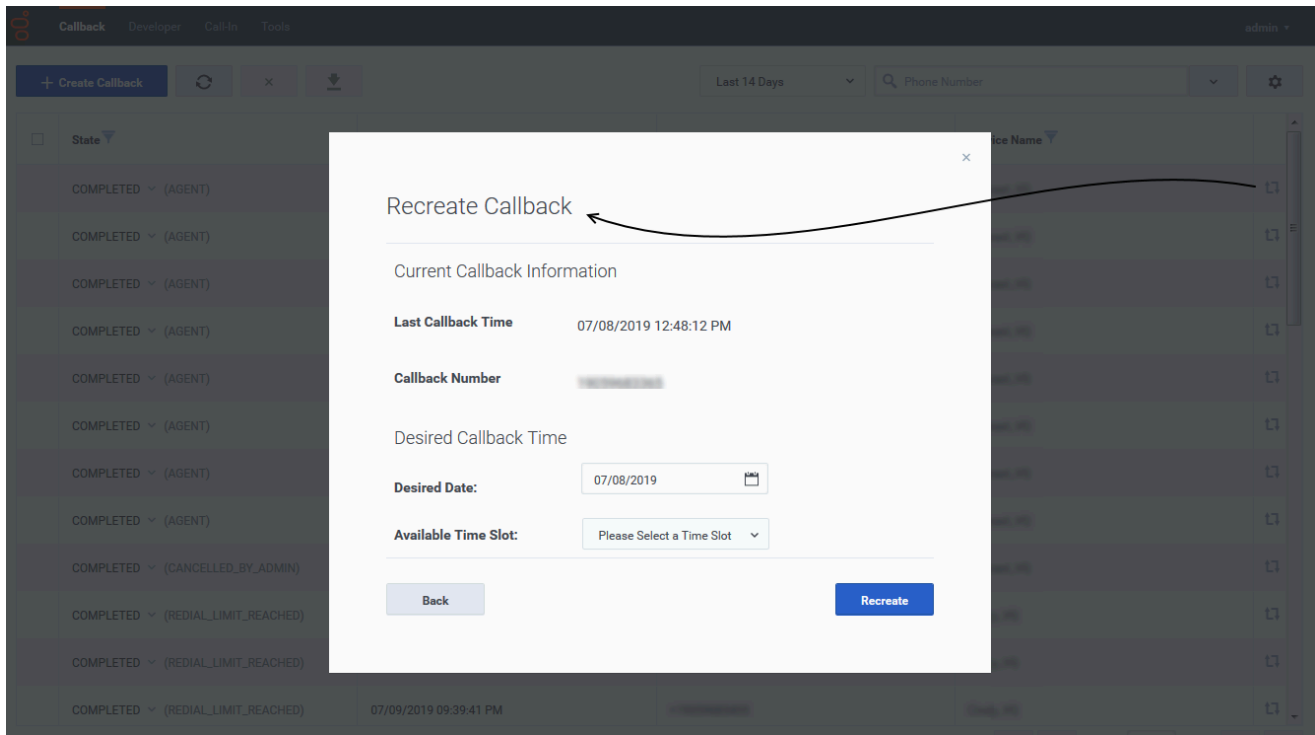 Callback Developer Call-In Tools admin
+ Create Callback Last 14 Days Phone Number
State ice Name
COMPLETED (AGENT)
Recreate Callback
COMPLETED (AGENT)
Current Callback Information
COMPLETED (AGENT)
Last Callback Time 07/08/2019 12:48:12 PM
COMPLETED (AGENT)
Callback Number
COMPLETED (AGENT)
COMPLETED (AGENT)
Desired Callback Time
COMPLETED (AGENT)
Desired Date: 07/08/2019
COMPLETED (AGENT)
Available Time Slot: Please Select a Time Slot
COMPLETED (CANCELLED_BY_ADMIN)
Back Recreate
COMPLETED (REDIAL_LIMIT_REACHED)
COMPLETED (REDIAL_LIMIT_REACHED)
COMPLETED (REDIAL_LIMIT_REACHED) 07/09/2019 09:39:41 PM